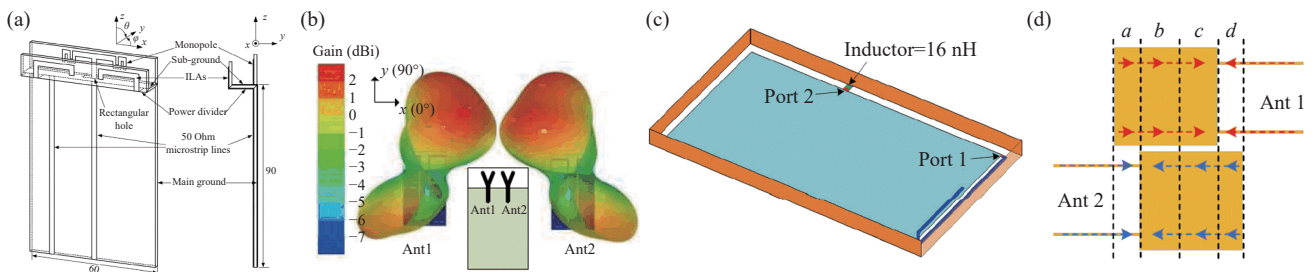 (a)
z
θ
y
φ
x
z
x
y
Monopole
Sub-ground
ILAs
Power divider
Rectangular
hole
50 Ohm
microstrip lines
Main ground
90
60
(b)
Gain (dBi)
2
1
0
−1
−2
−3
−4
−5
−6
−7
y (90°)
x (0°)
Ant1
Ant2
Ant1
Ant2
(c)
Inductor=16 nH
Port 2
Port 1
(d)
a b c d
Ant 1
Ant 2